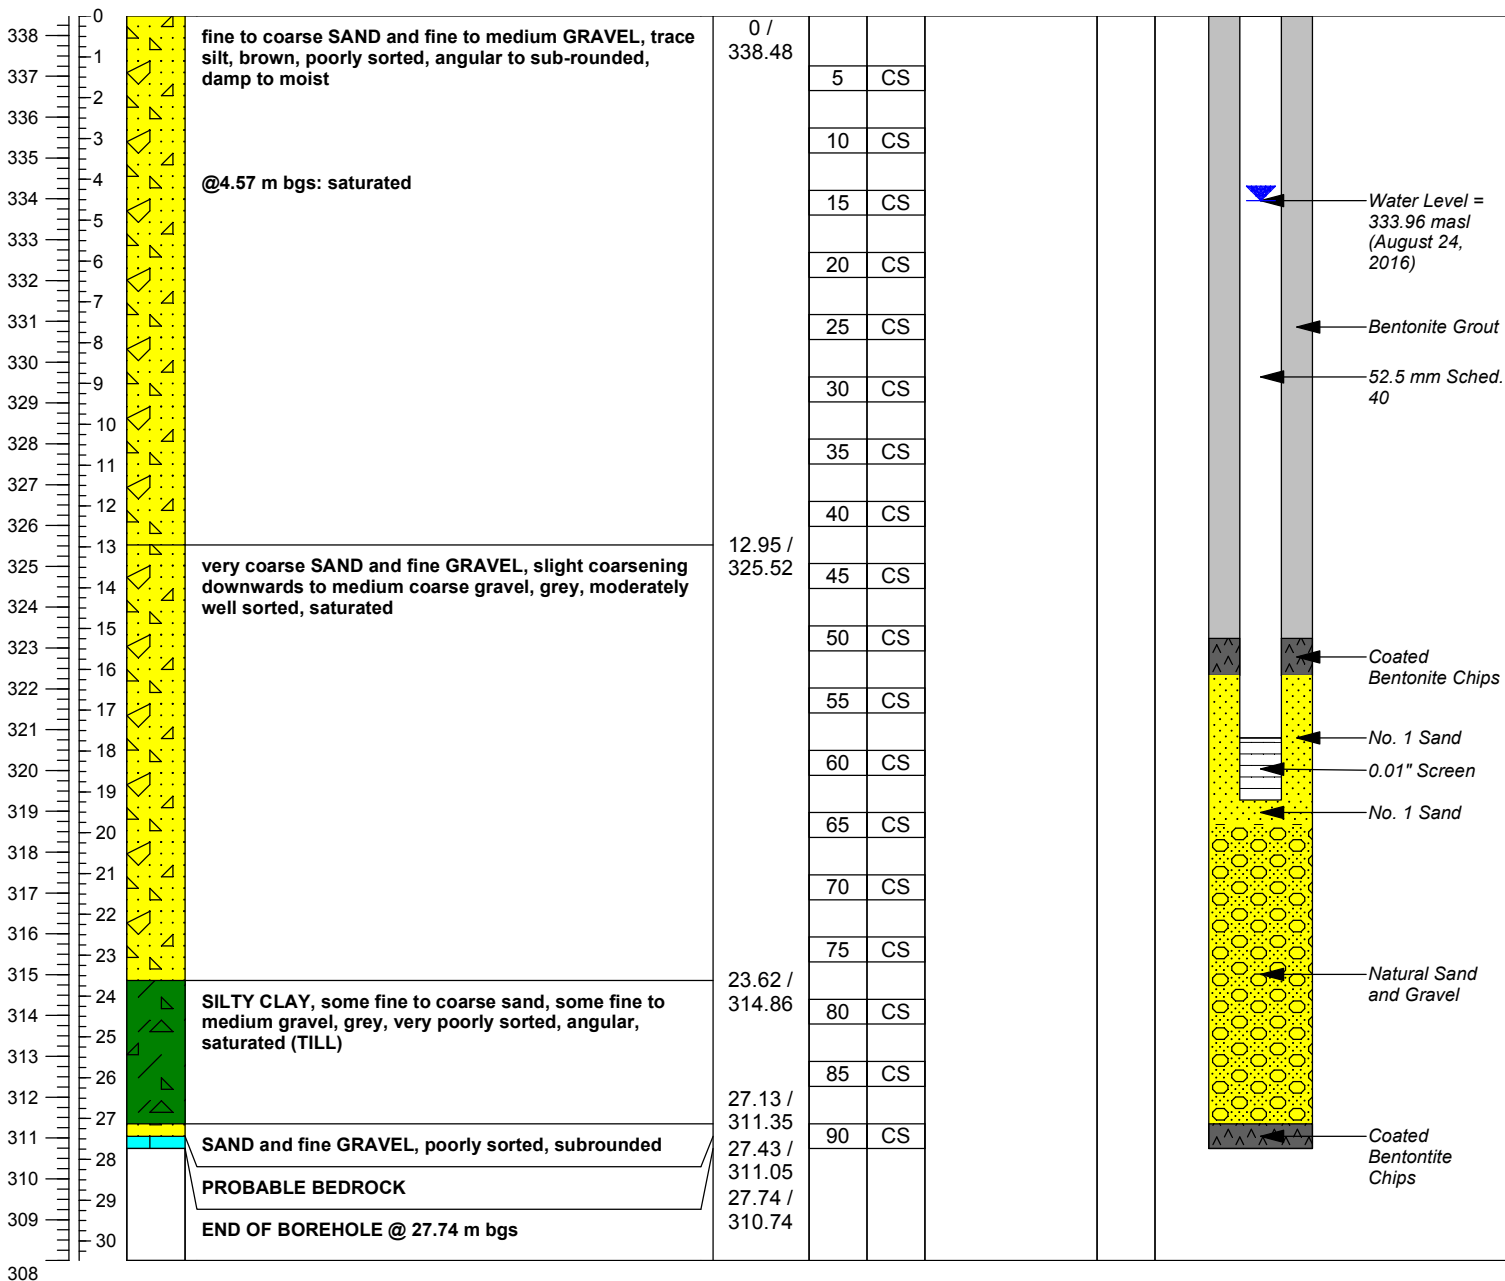 338
337
336
335
334
333
332
331
330
329
328
327
326
325
324
323
322
321
320
319
318
317
316
315
314
313
312
311
310
309
308
0
1
2
3
4
5
6
7
8
9
10
11
12
13
14
15
16
17
18
19
20
21
22
23
24
25
26
27
28
29
30
fine to coarse SAND and fine to medium GRAVEL, trace
silt, brown, poorly sorted, angular to sub-rounded,
damp to moist
@4.57 m bgs: saturated
very coarse SAND and fine GRAVEL, slight coarsening
downwards to medium coarse gravel, grey, moderately
well sorted, saturated
SILTY CLAY, some fine to coarse sand, some fine to
medium gravel, grey, very poorly sorted, angular,
saturated (TILL)
SAND and fine GRAVEL, poorly sorted, subrounded
PROBABLE BEDROCK
END OF BOREHOLE @ 27.74 m bgs
0 /
338.48
12.95 /
325.52
23.62 /
314.86
27.13 /
311.35
27.43 /
311.05
27.74 /
310.74
5 CS
10 CS
15 CS
20 CS
25 CS
30 CS
35 CS
40 CS
45 CS
50 CS
55 CS
60 CS
65 CS
70 CS
75 CS
80 CS
85 CS
90 CS
Water Level =
333.96 masl
(August 24,
2016)
Bentonite Grout
52.5 mm Sched.
40
Coated
Bentonite Chips
No. 1 Sand
0.01" Screen
No. 1 Sand
Natural Sand
and Gravel
Coated
Bentontite
Chips